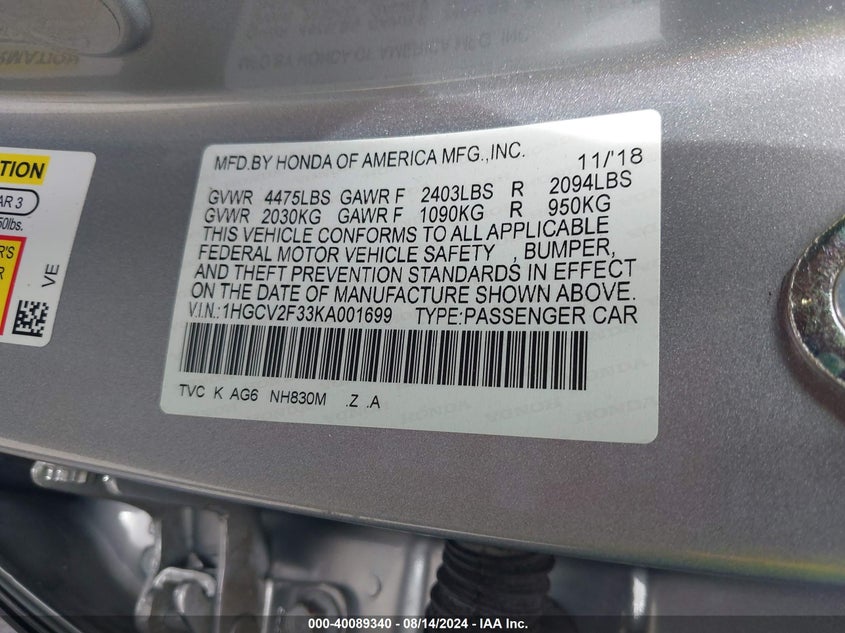 MFD.BY HONDA OF AMERICA MFG.,INC. 11/'18
GVWR 4475LBS GAWR F 2403LBS R 2094LBS
GVWR 2030KG GAWR F 1090KG R 950KG
THIS VEHICLE CONFORMS TO ALL APPLICABLE
FEDERAL MOTOR VEHICLE SAFETY , BUMPER,
AND THEFT PREVENTION STANDARDS IN EFFECT
ON THE DATE OF MANUFACTURE SHOWN ABOVE.
V.I.N.:1HGCV2F33KA001699 TYPE:PASSENGER CAR
TVC K AG6 NH830M .Z .A
TION
AR 3
50lbs.
R'S
R
VE
000-40089340 - 08/14/2024 - IAA Inc.